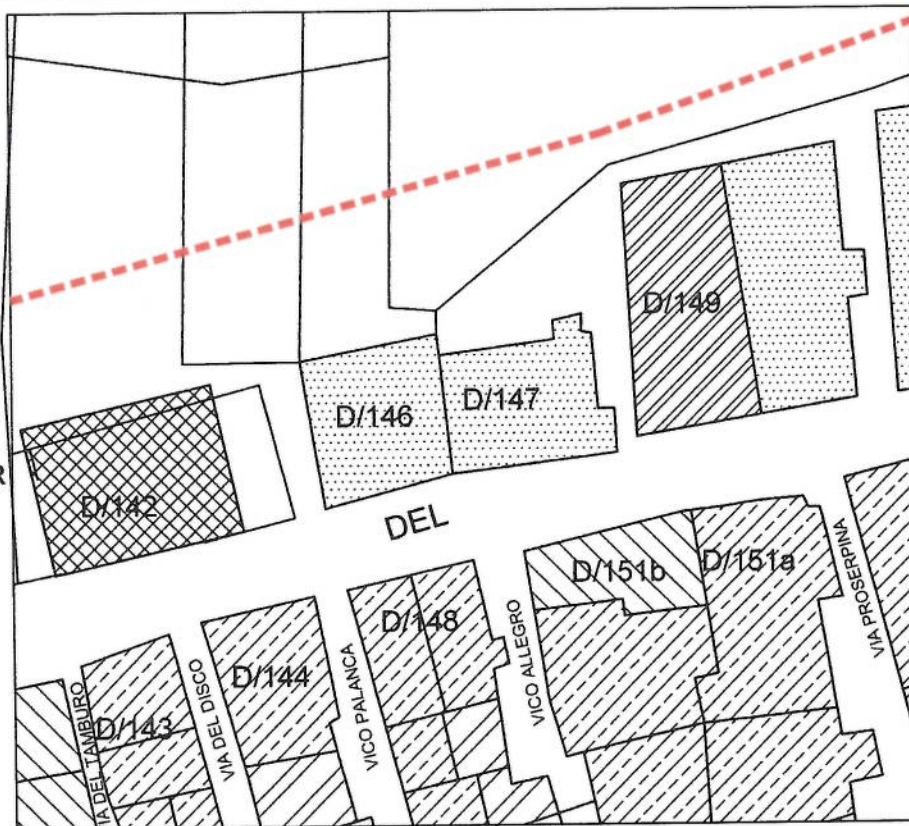 D/149
D/147
D/146
R
D/142
DEL
D/151b
D/151a
VIA PROSERPINA
D/148
VICO ALLEGRO
D/144
VICO PALANCA
D/143
VIA DEL DISCO
VIA DEL TAMBURO